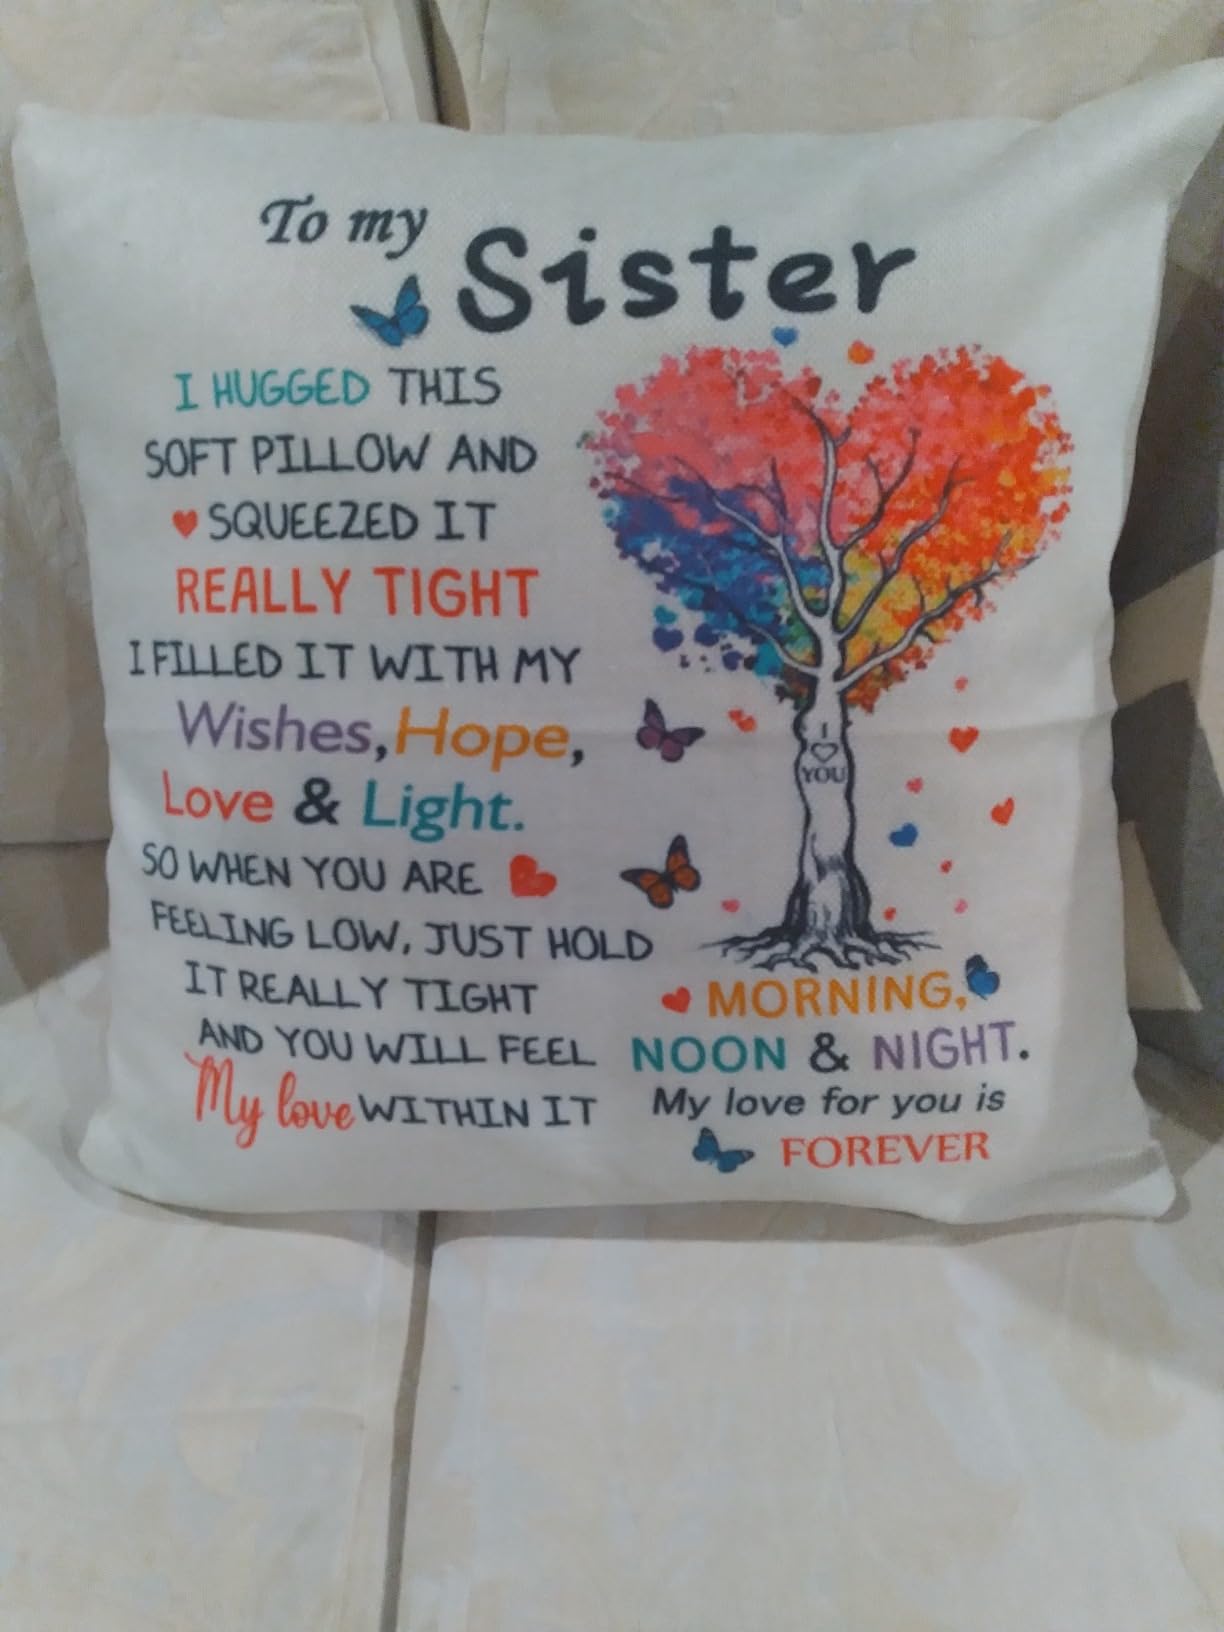 To my
Sister
I HUGGED THIS
SOFT PILLOW AND
SQUEEZED IT
REALLY TIGHT
I FILLED IT WITH MY
Wishes, Hope,
Love & Light.
SO WHEN YOU ARE
FEELING LOW, JUST HOLD
IT REALLY TIGHT
AND YOU WILL FEEL
My love WITHIN IT
I
YOU
MORNING,
NOON & NIGHT.
My love for you is
FOREVER